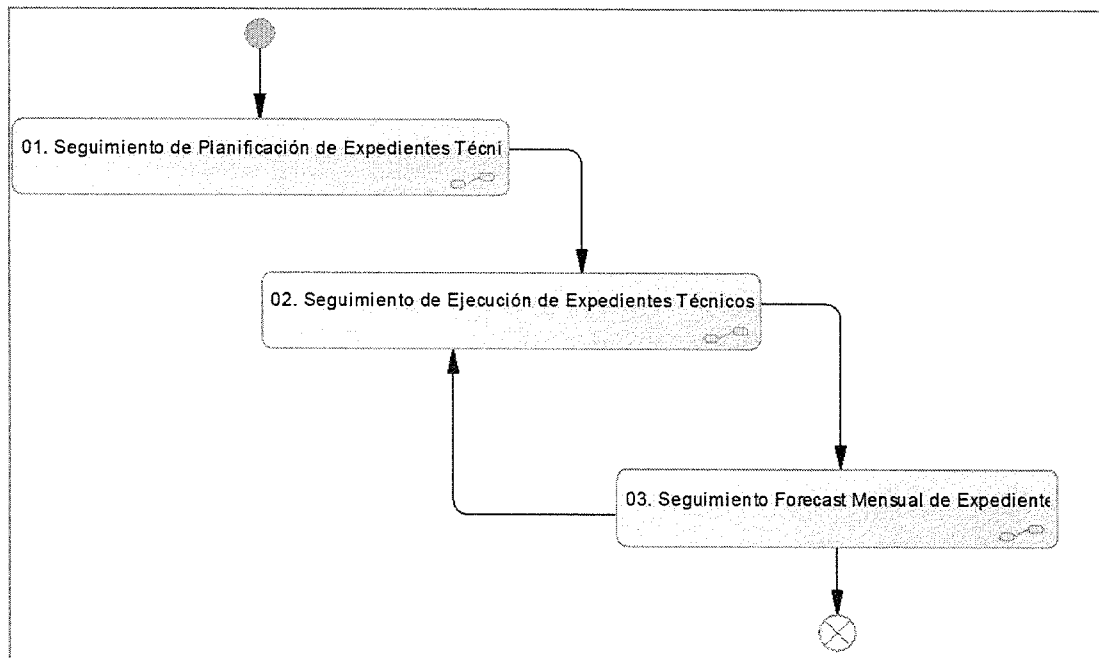 01. Seguimiento de Planificación de Expedientes Técni
02. Seguimiento de Ejecución de Expedientes Técnicos
03. Seguimiento Forecast Mensual de Expediente